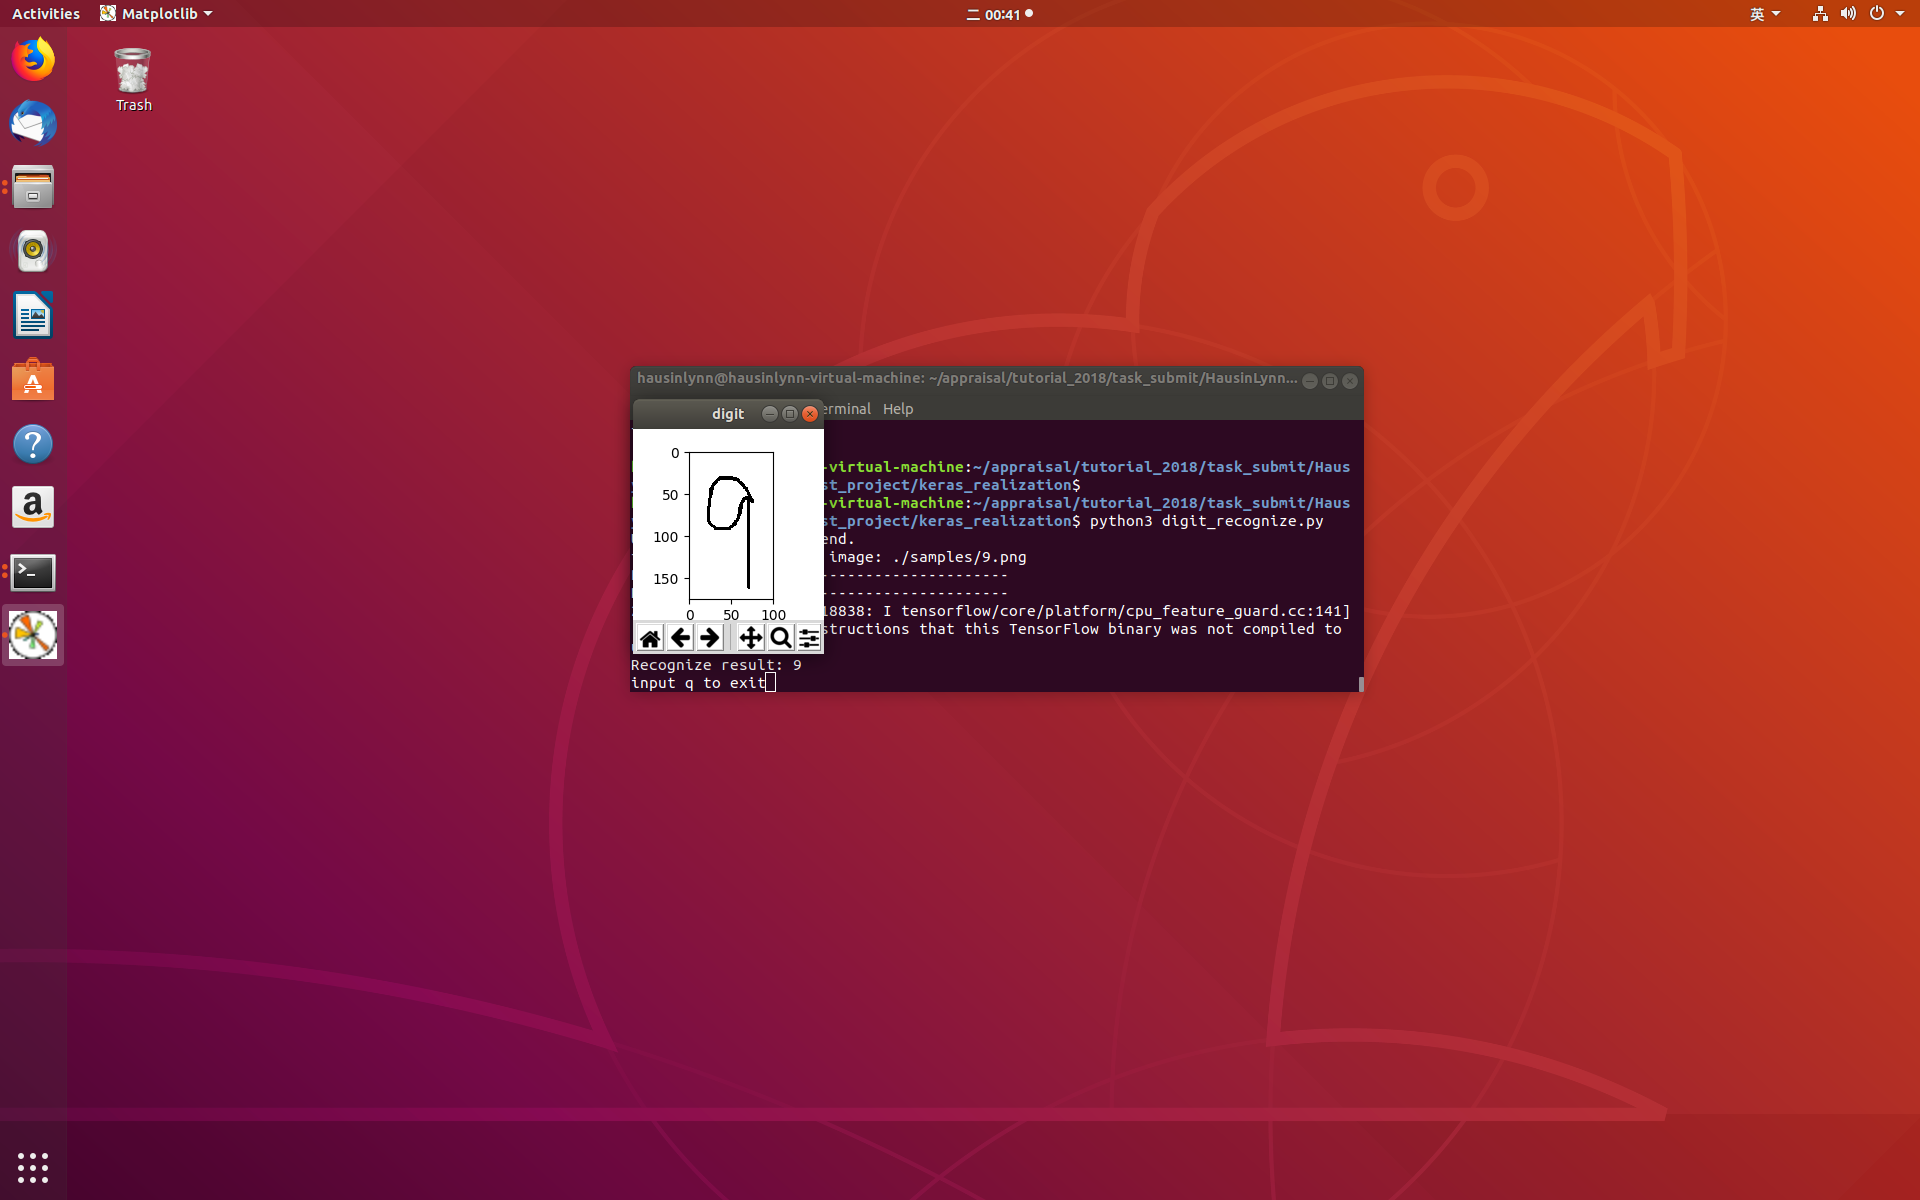 Activities Matplotlib 二 00:41 英
Trash
hausinlynn@hausinlynn-virtual-machine: ~/appraisal/tutorial_2018/task_submit/HausinLynn...
digit
Help
0
50
100
150
0 50 100
-virtual-machine:~/appraisal/tutorial_2018/task_submit/Haus
st_project/keras_realization$
-virtual-machine:~/appraisal/tutorial_2018/task_submit/Haus
st_project/keras_realization$ python3 digit_recognize.py
end.
image: ./samples/9.png
---------------------
---------------------
18838: I tensorflow/core/platform/cpu_feature_guard.cc:141]
structions that this TensorFlow binary was not compiled to
Recognize result: 9
input q to exit